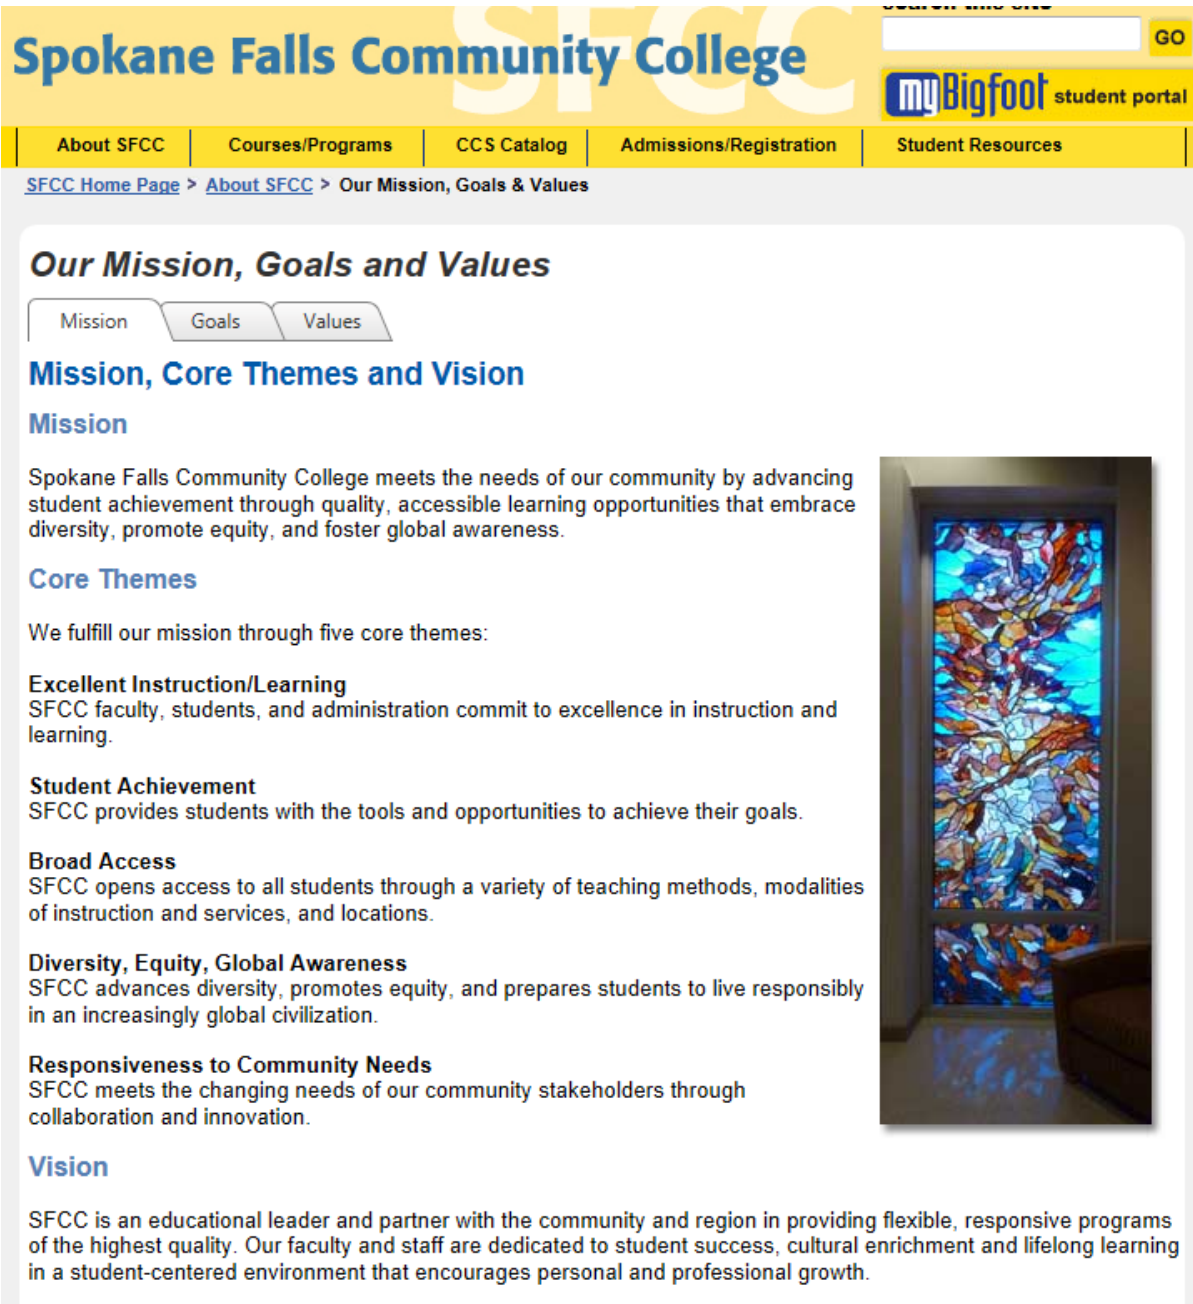 search this site
Spokane Falls Community College
SFCC
GO
myBigfoot student portal
About SFCC
Courses/Programs
CCS Catalog
Admissions/Registration
Student Resources
SFCC Home Page > About SFCC > Our Mission, Goals & Values
Our Mission, Goals and Values
Mission
Goals
Values
Mission, Core Themes and Vision
Mission
Spokane Falls Community College meets the needs of our community by advancing
student achievement through quality, accessible learning opportunities that embrace
diversity, promote equity, and foster global awareness.
Core Themes
We fulfill our mission through five core themes:
Excellent Instruction/Learning
SFCC faculty, students, and administration commit to excellence in instruction and
learning.
Student Achievement
SFCC provides students with the tools and opportunities to achieve their goals.
Broad Access
SFCC opens access to all students through a variety of teaching methods, modalities
of instruction and services, and locations.
Diversity, Equity, Global Awareness
SFCC advances diversity, promotes equity, and prepares students to live responsibly
in an increasingly global civilization.
Responsiveness to Community Needs
SFCC meets the changing needs of our community stakeholders through
collaboration and innovation.
Vision
SFCC is an educational leader and partner with the community and region in providing flexible, responsive programs
of the highest quality. Our faculty and staff are dedicated to student success, cultural enrichment and lifelong learning
in a student-centered environment that encourages personal and professional growth.